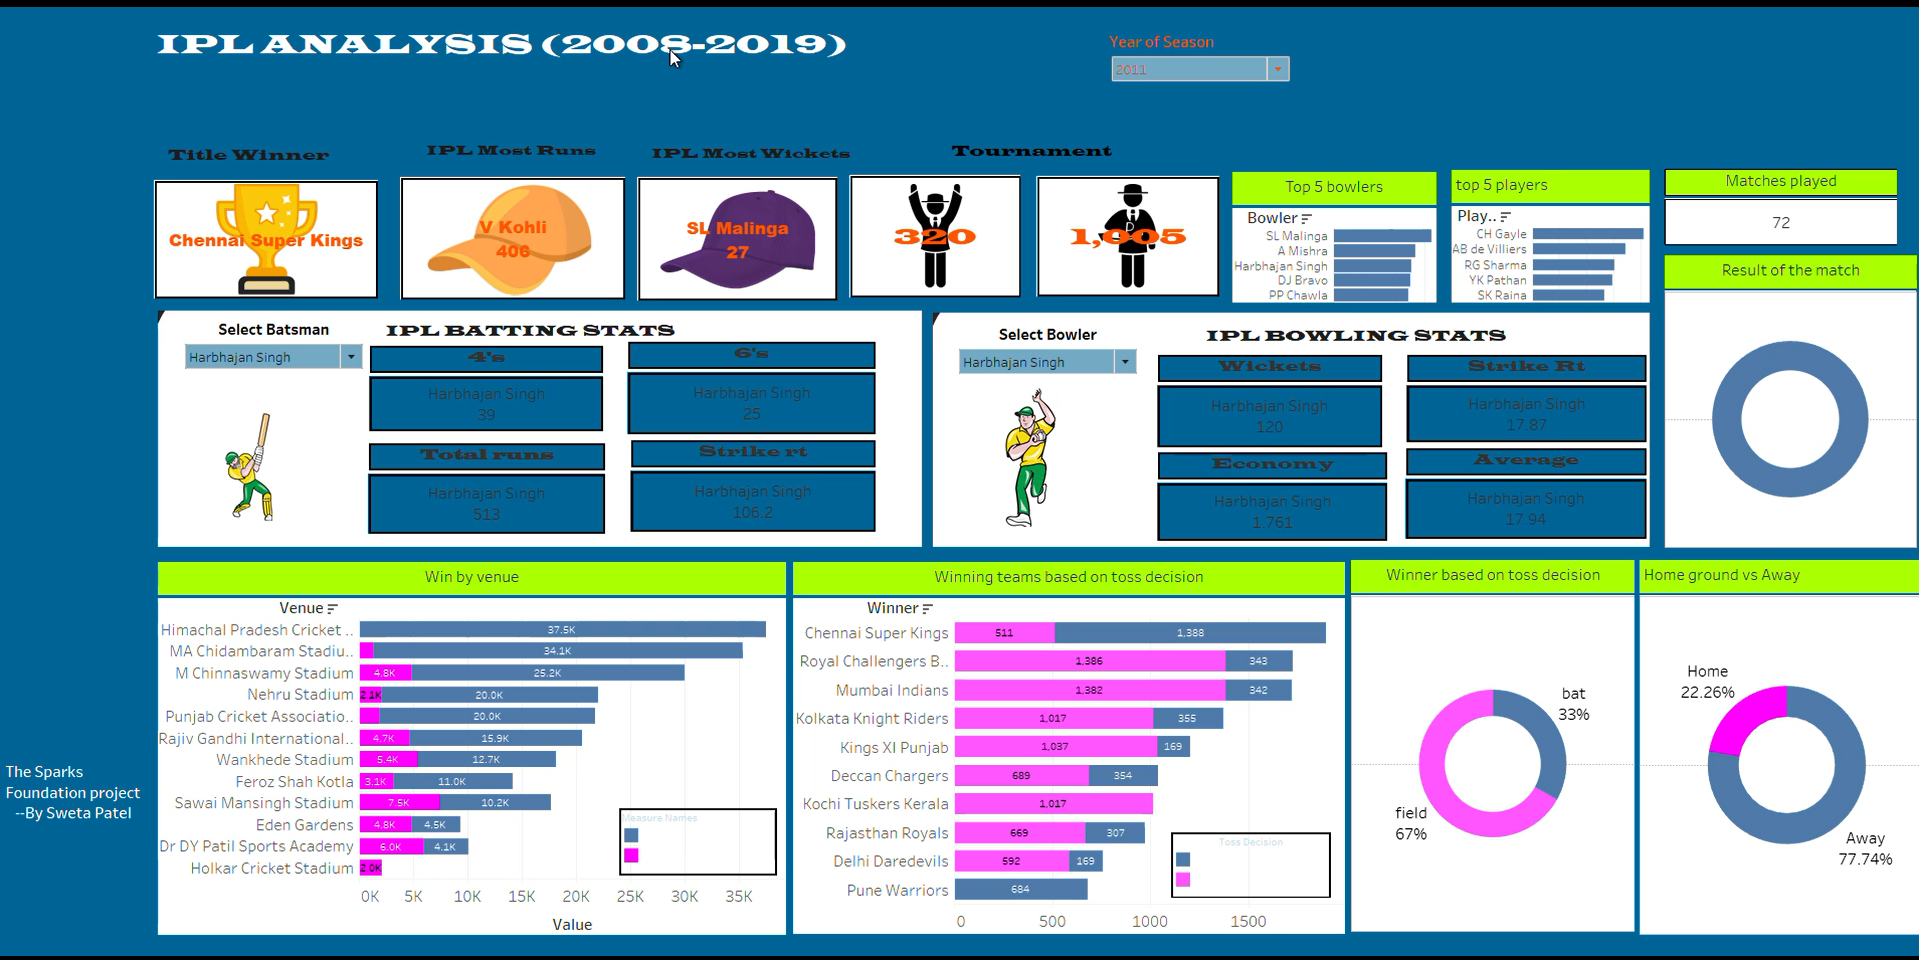 IPL ANALYSIS (2008-2019)
Year of Season
2011
Title Winner
IPL Most Runs
IPL Most Wickets
Tournament
Chennai Super Kings
V Kohli
406
SL Malinga
27
320
1,005
Top 5 bowlers
Bowler
SL Malinga
A Mishra
Harbhajan Singh
DJ Bravo
PP Chawla
top 5 players
Play..
CH Gayle
AB de Villiers
RG Sharma
YK Pathan
SK Raina
Matches played
72
Result of the match
Select Batsman
Harbhajan Singh
IPL BATTING STATS
4's
Harbhajan Singh
39
6's
Harbhajan Singh
25
Total runs
Harbhajan Singh
513
Strike rt
Harbhajan Singh
106.2
Select Bowler
Harbhajan Singh
IPL BOWLING STATS
Wickets
Harbhajan Singh
120
Strike Rt
Harbhajan Singh
17.87
Economy
Harbhajan Singh
1.761
Average
Harbhajan Singh
17.94
The Sparks
Foundation project
--By Sweta Patel
Win by venue
Venue
Himachal Pradesh Cricket .. 37.5K
MA Chidambaram Stadiu.. 34.1K
M Chinnaswamy Stadium 4.8K 25.2K
Nehru Stadium 2.1K 20.0K
Punjab Cricket Associatio.. 20.0K
Rajiv Gandhi International.. 4.7K 15.9K
Wankhede Stadium 5.4K 12.7K
Feroz Shah Kotla 3.1K 11.0K
Sawai Mansingh Stadium 7.5K 10.2K
Eden Gardens 4.8K 4.5K
Dr DY Patil Sports Academy 6.0K 4.1K
Holkar Cricket Stadium 2.0K
0K 5K 10K 15K 20K 25K 30K 35K
Value
Measure Names
Winning teams based on toss decision
Winner
Chennai Super Kings 511 1,388
Royal Challengers B.. 1,386 343
Mumbai Indians 1,382 342
Kolkata Knight Riders 1,017 355
Kings XI Punjab 1,037 169
Deccan Chargers 689 354
Kochi Tuskers Kerala 1,017
Rajasthan Royals 669 307
Delhi Daredevils 592 169
Pune Warriors 684
0 500 1000 1500
Toss Decision
Winner based on toss decision
bat
33%
field
67%
Home ground vs Away
Home
22.26%
Away
77.74%